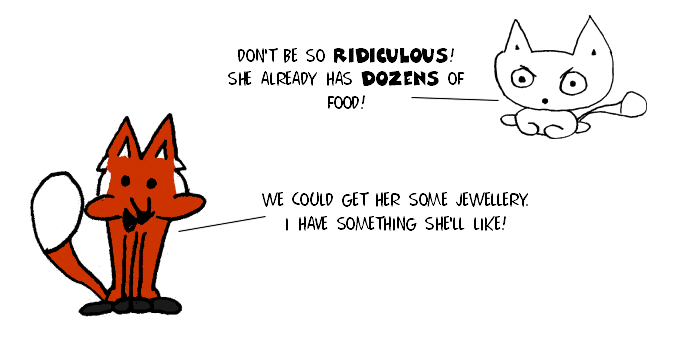 DON'T BE SO RIDICULOUS!
SHE ALREADY HAS DOZENS OF
FOOD!
WE COULD GET HER SOME JEWELLERY.
I HAVE SOMETHING SHE'LL LIKE!